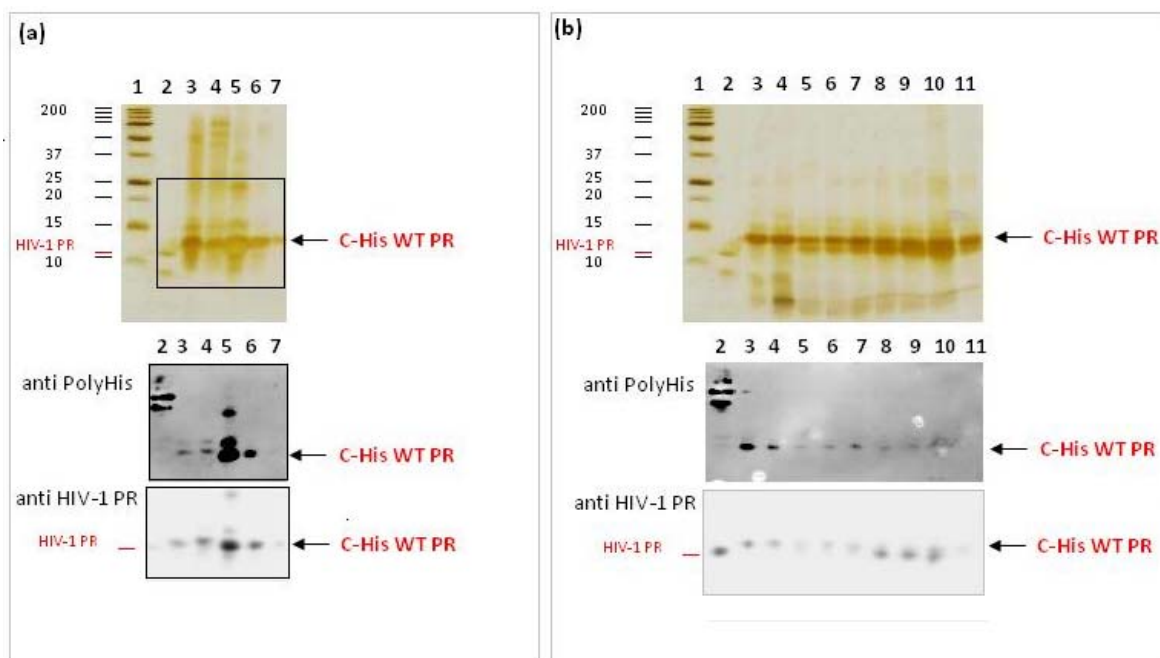 (a)
1 2 3 4 5 6 7
200
37
25
20
15
HIV-1 PR
10
C-His WT PR
2 3 4 5 6 7
anti PolyHis
C-His WT PR
anti HIV-1 PR
HIV-1 PR
C-His WT PR
(b)
1 2 3 4 5 6 7 8 9 10 11
200
37
25
20
15
HIV-1 PR
10
C-His WT PR
2 3 4 5 6 7 8 9 10 11
anti PolyHis
C-His WT PR
anti HIV-1 PR
HIV-1 PR
C-His WT PR